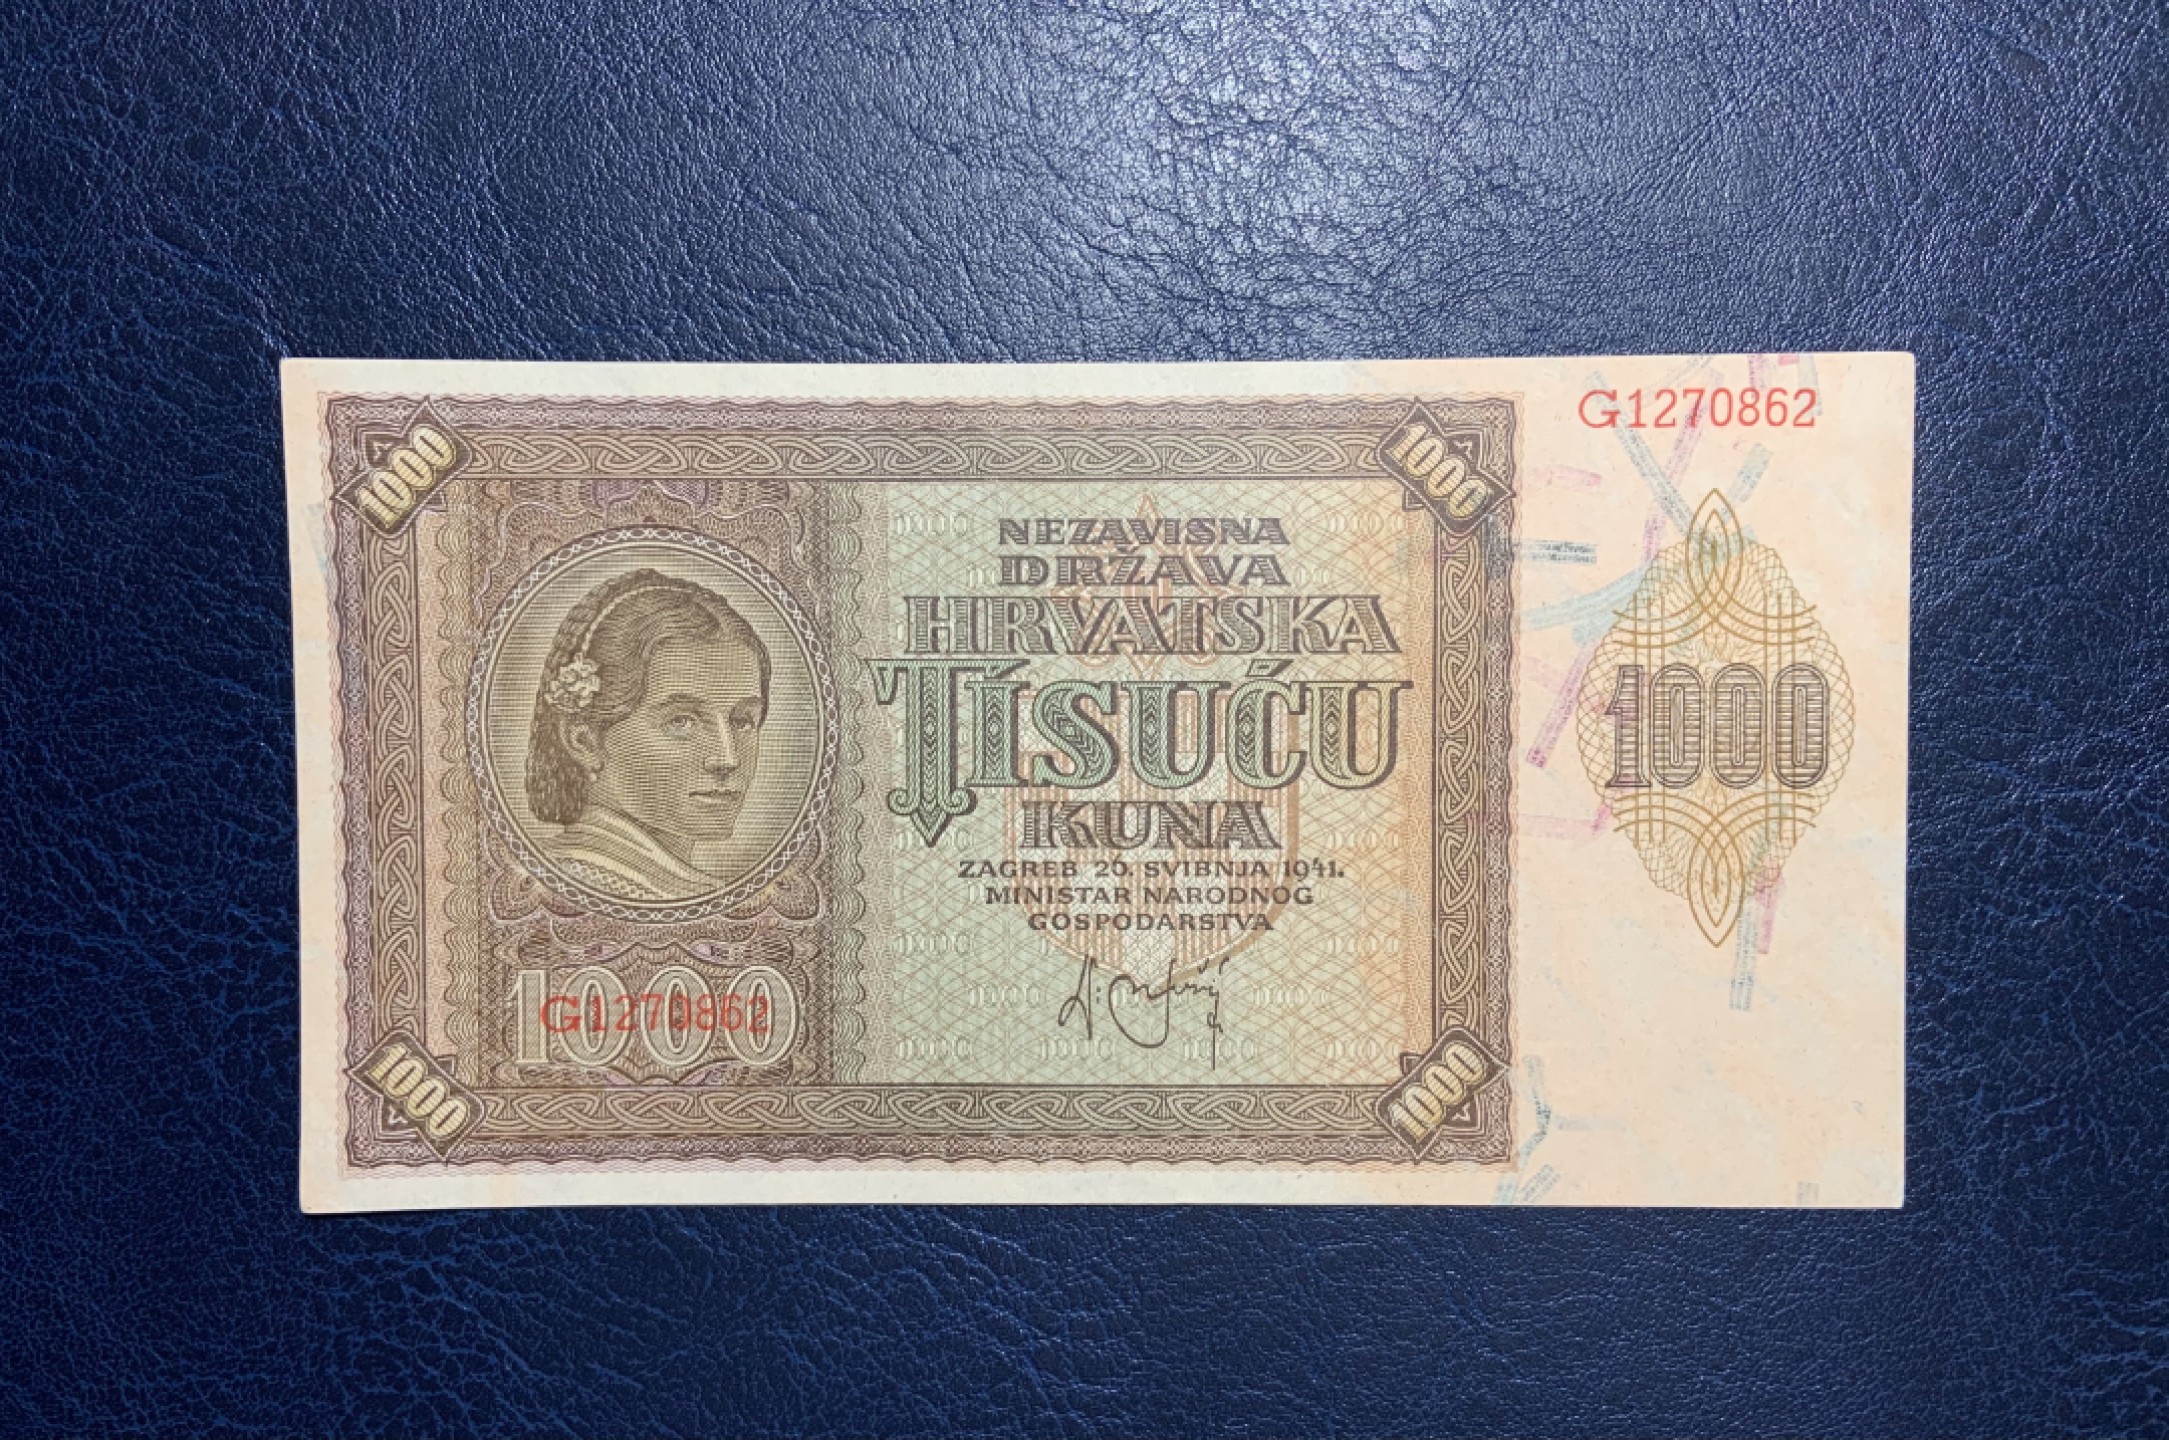 G1270862
1000
1000
NEZAVISNA
DRŽAVA
HRVATSKA
TISUĆU
KUNA
ZAGREB 26. SVIBNJA 1941.
MINISTAR NARODNOG
GOSPODARSTVA
1000
1000
G1270862
1000
1000